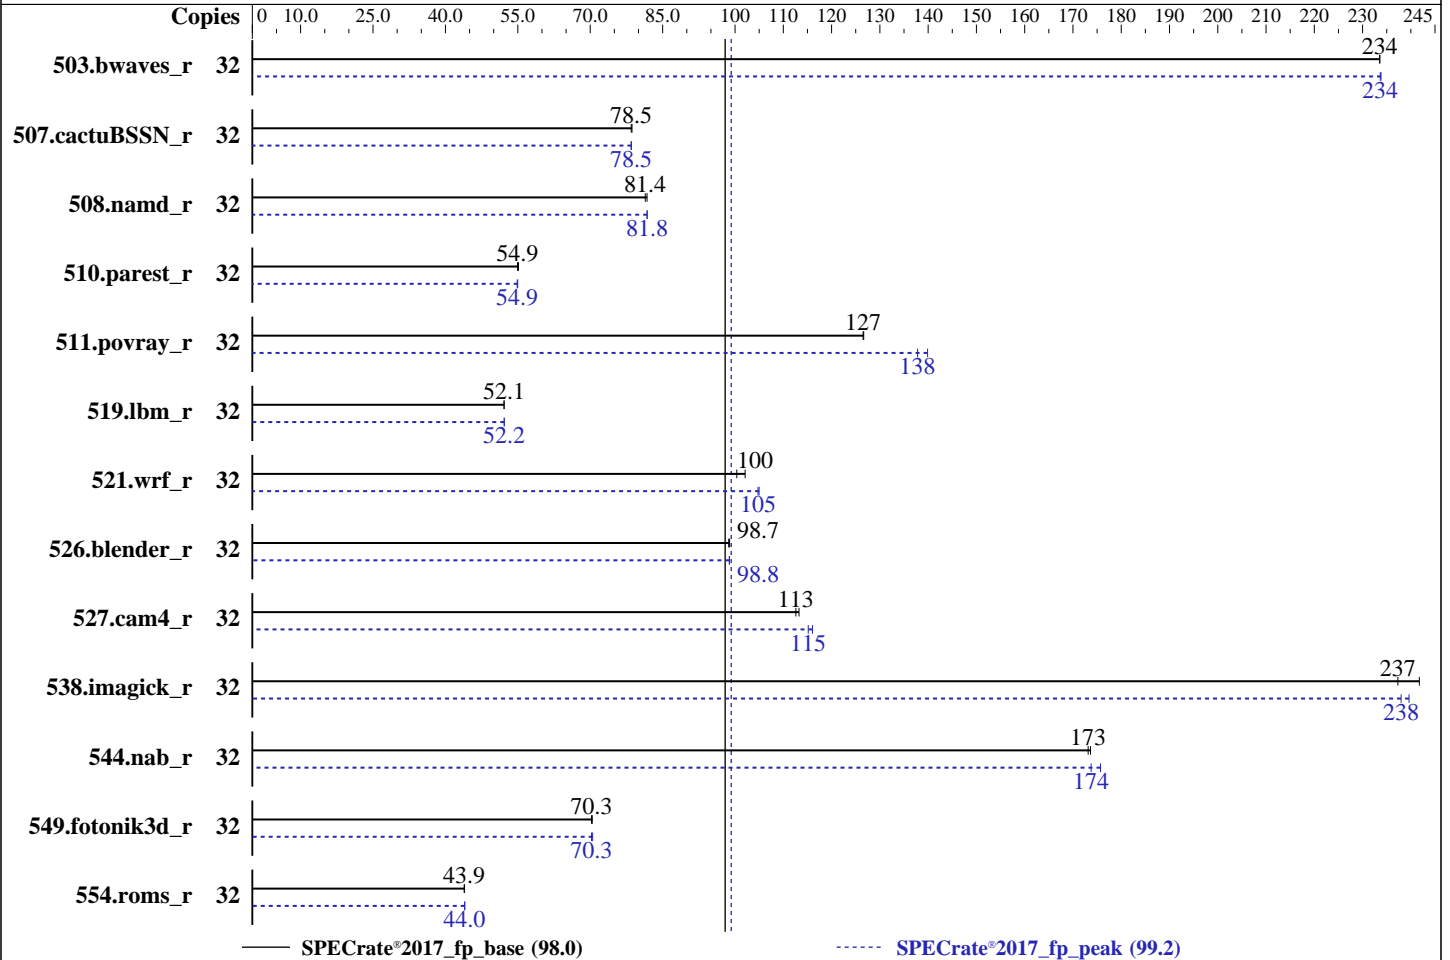 Copies 0 10.0 25.0 40.0 55.0 70.0 85.0 100 110 120 130 140 150 160 170 180 190 200 210 220 230 245
503.bwaves_r 32 234
234
507.cactuBSSN_r 32 78.5
78.5
508.namd_r 32 81.4
81.8
510.parest_r 32 54.9
54.9
511.povray_r 32 127
138
519.lbm_r 32 52.1
52.2
521.wrf_r 32 100
105
526.blender_r 32 98.7
98.8
527.cam4_r 32 113
115
538.imagick_r 32 237
238
544.nab_r 32 173
174
549.fotonik3d_r 32 70.3
70.3
554.roms_r 32 43.9
44.0
SPECrate®2017_fp_base (98.0) SPECrate®2017_fp_peak (99.2)